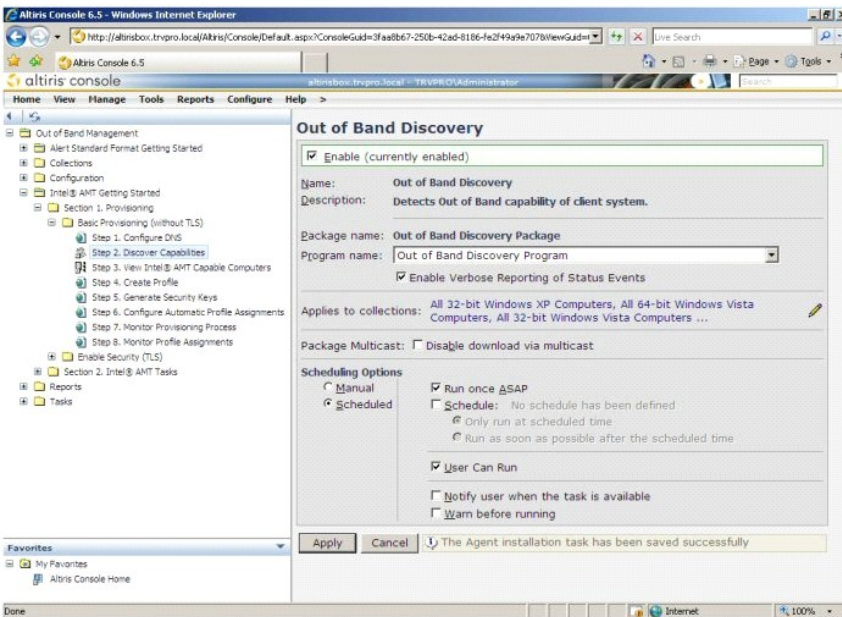 Altiris Console 6.5 - Windows Internet Explorer
http://altirisbox.trvpro.local/Altiris/Console/Default.aspx?ConsoleGuid=3faa8b67-250b-42ad-8186-fe2f49a9e707&ViewGuid=
Live Search
Altiris Console 6.5
Page
Tools
altiris console
altirisbox.trvpro.local - TRVPRO\Administrator
Search
Home View Manage Tools Reports Configure Help >
Out of Band Management
Alert Standard Format Getting Started
Collections
Configuration
Intel® AMT Getting Started
Section 1. Provisioning
Basic Provisioning (without TLS)
Step 1. Configure DNS
Step 2. Discover Capabilities
Step 3. View Intel® AMT Capable Computers
Step 4. Create Profile
Step 5. Generate Security Keys
Step 6. Configure Automatic Profile Assignments
Step 7. Monitor Provisioning Process
Step 8. Monitor Profile Assignments
Enable Security (TLS)
Section 2. Intel® AMT Tasks
Reports
Tasks
Favorites
My Favorites
Altiris Console Home
Out of Band Discovery
Enable (currently enabled)
Name: Out of Band Discovery
Description: Detects Out of Band capability of client system.
Package name: Out of Band Discovery Package
Program name: Out of Band Discovery Program
Enable Verbose Reporting of Status Events
Applies to collections: All 32-bit Windows XP Computers, All 64-bit Windows Vista
Computers, All 32-bit Windows Vista Computers ...
Package Multicast: Disable download via multicast
Scheduling Options
Manual
Scheduled
Run once ASAP
Schedule: No schedule has been defined
Only run at scheduled time
Run as soon as possible after the scheduled time
User Can Run
Notify user when the task is available
Warn before running
Apply Cancel The Agent installation task has been saved successfully
Done Internet 100%